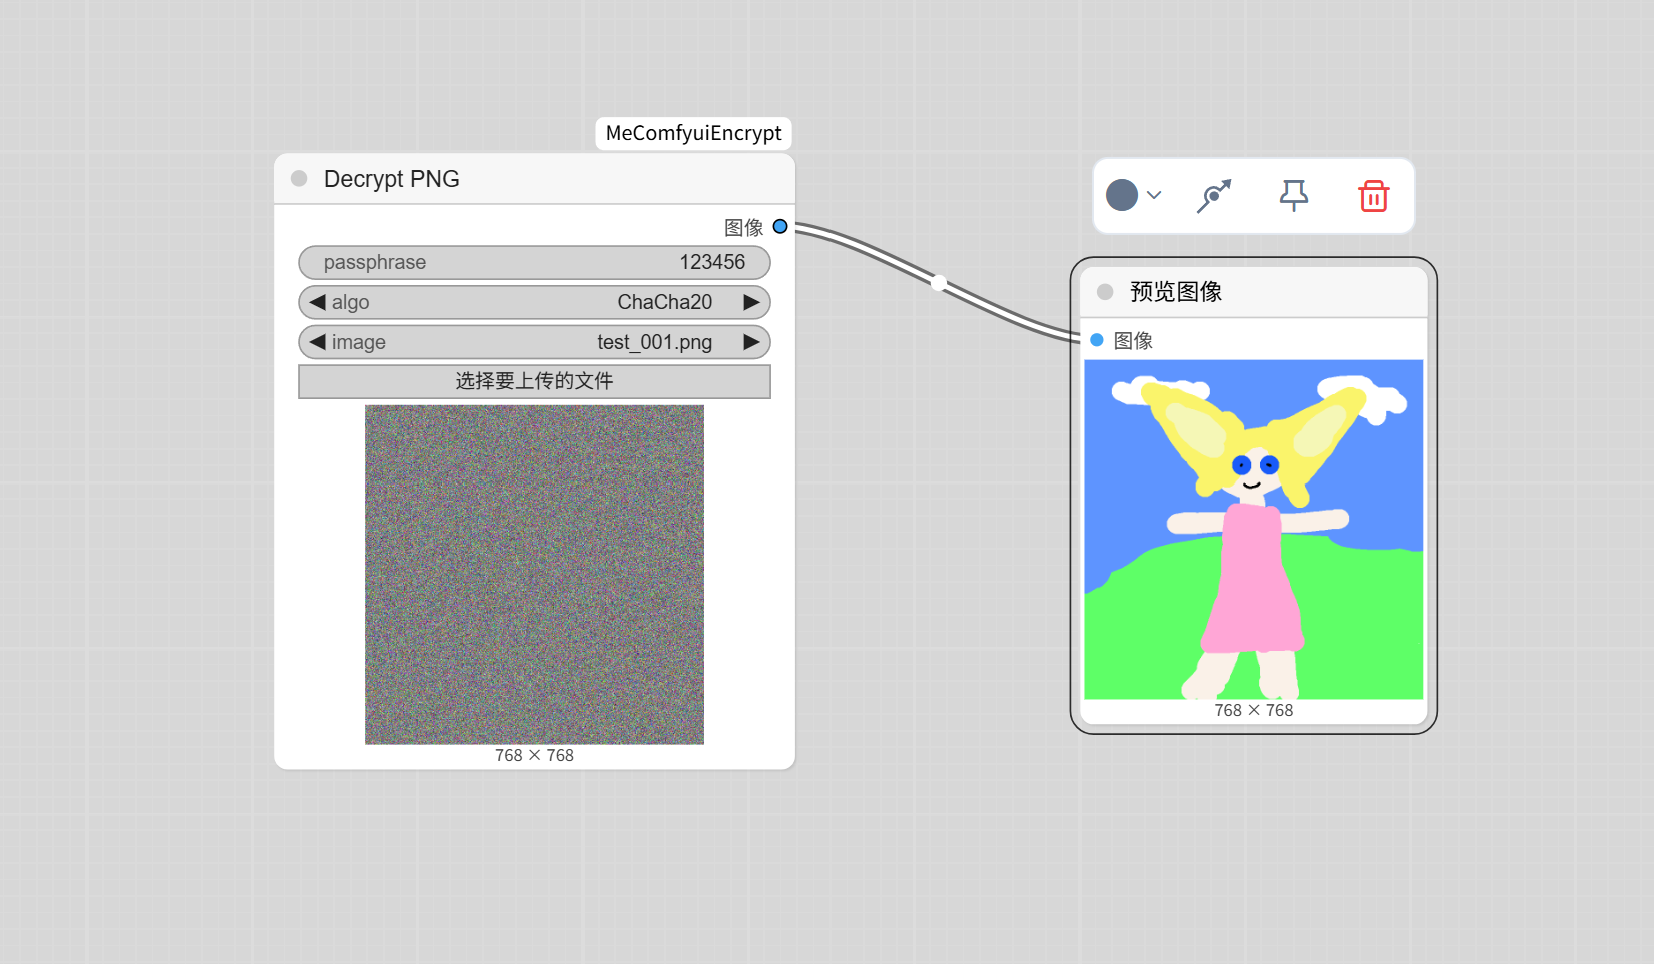 MeComfyuiEncrypt
Decrypt PNG
图像
passphrase 123456
algo ChaCha20
image test_001.png
选择要上传的文件
768 × 768
预览图像
图像
768 × 768